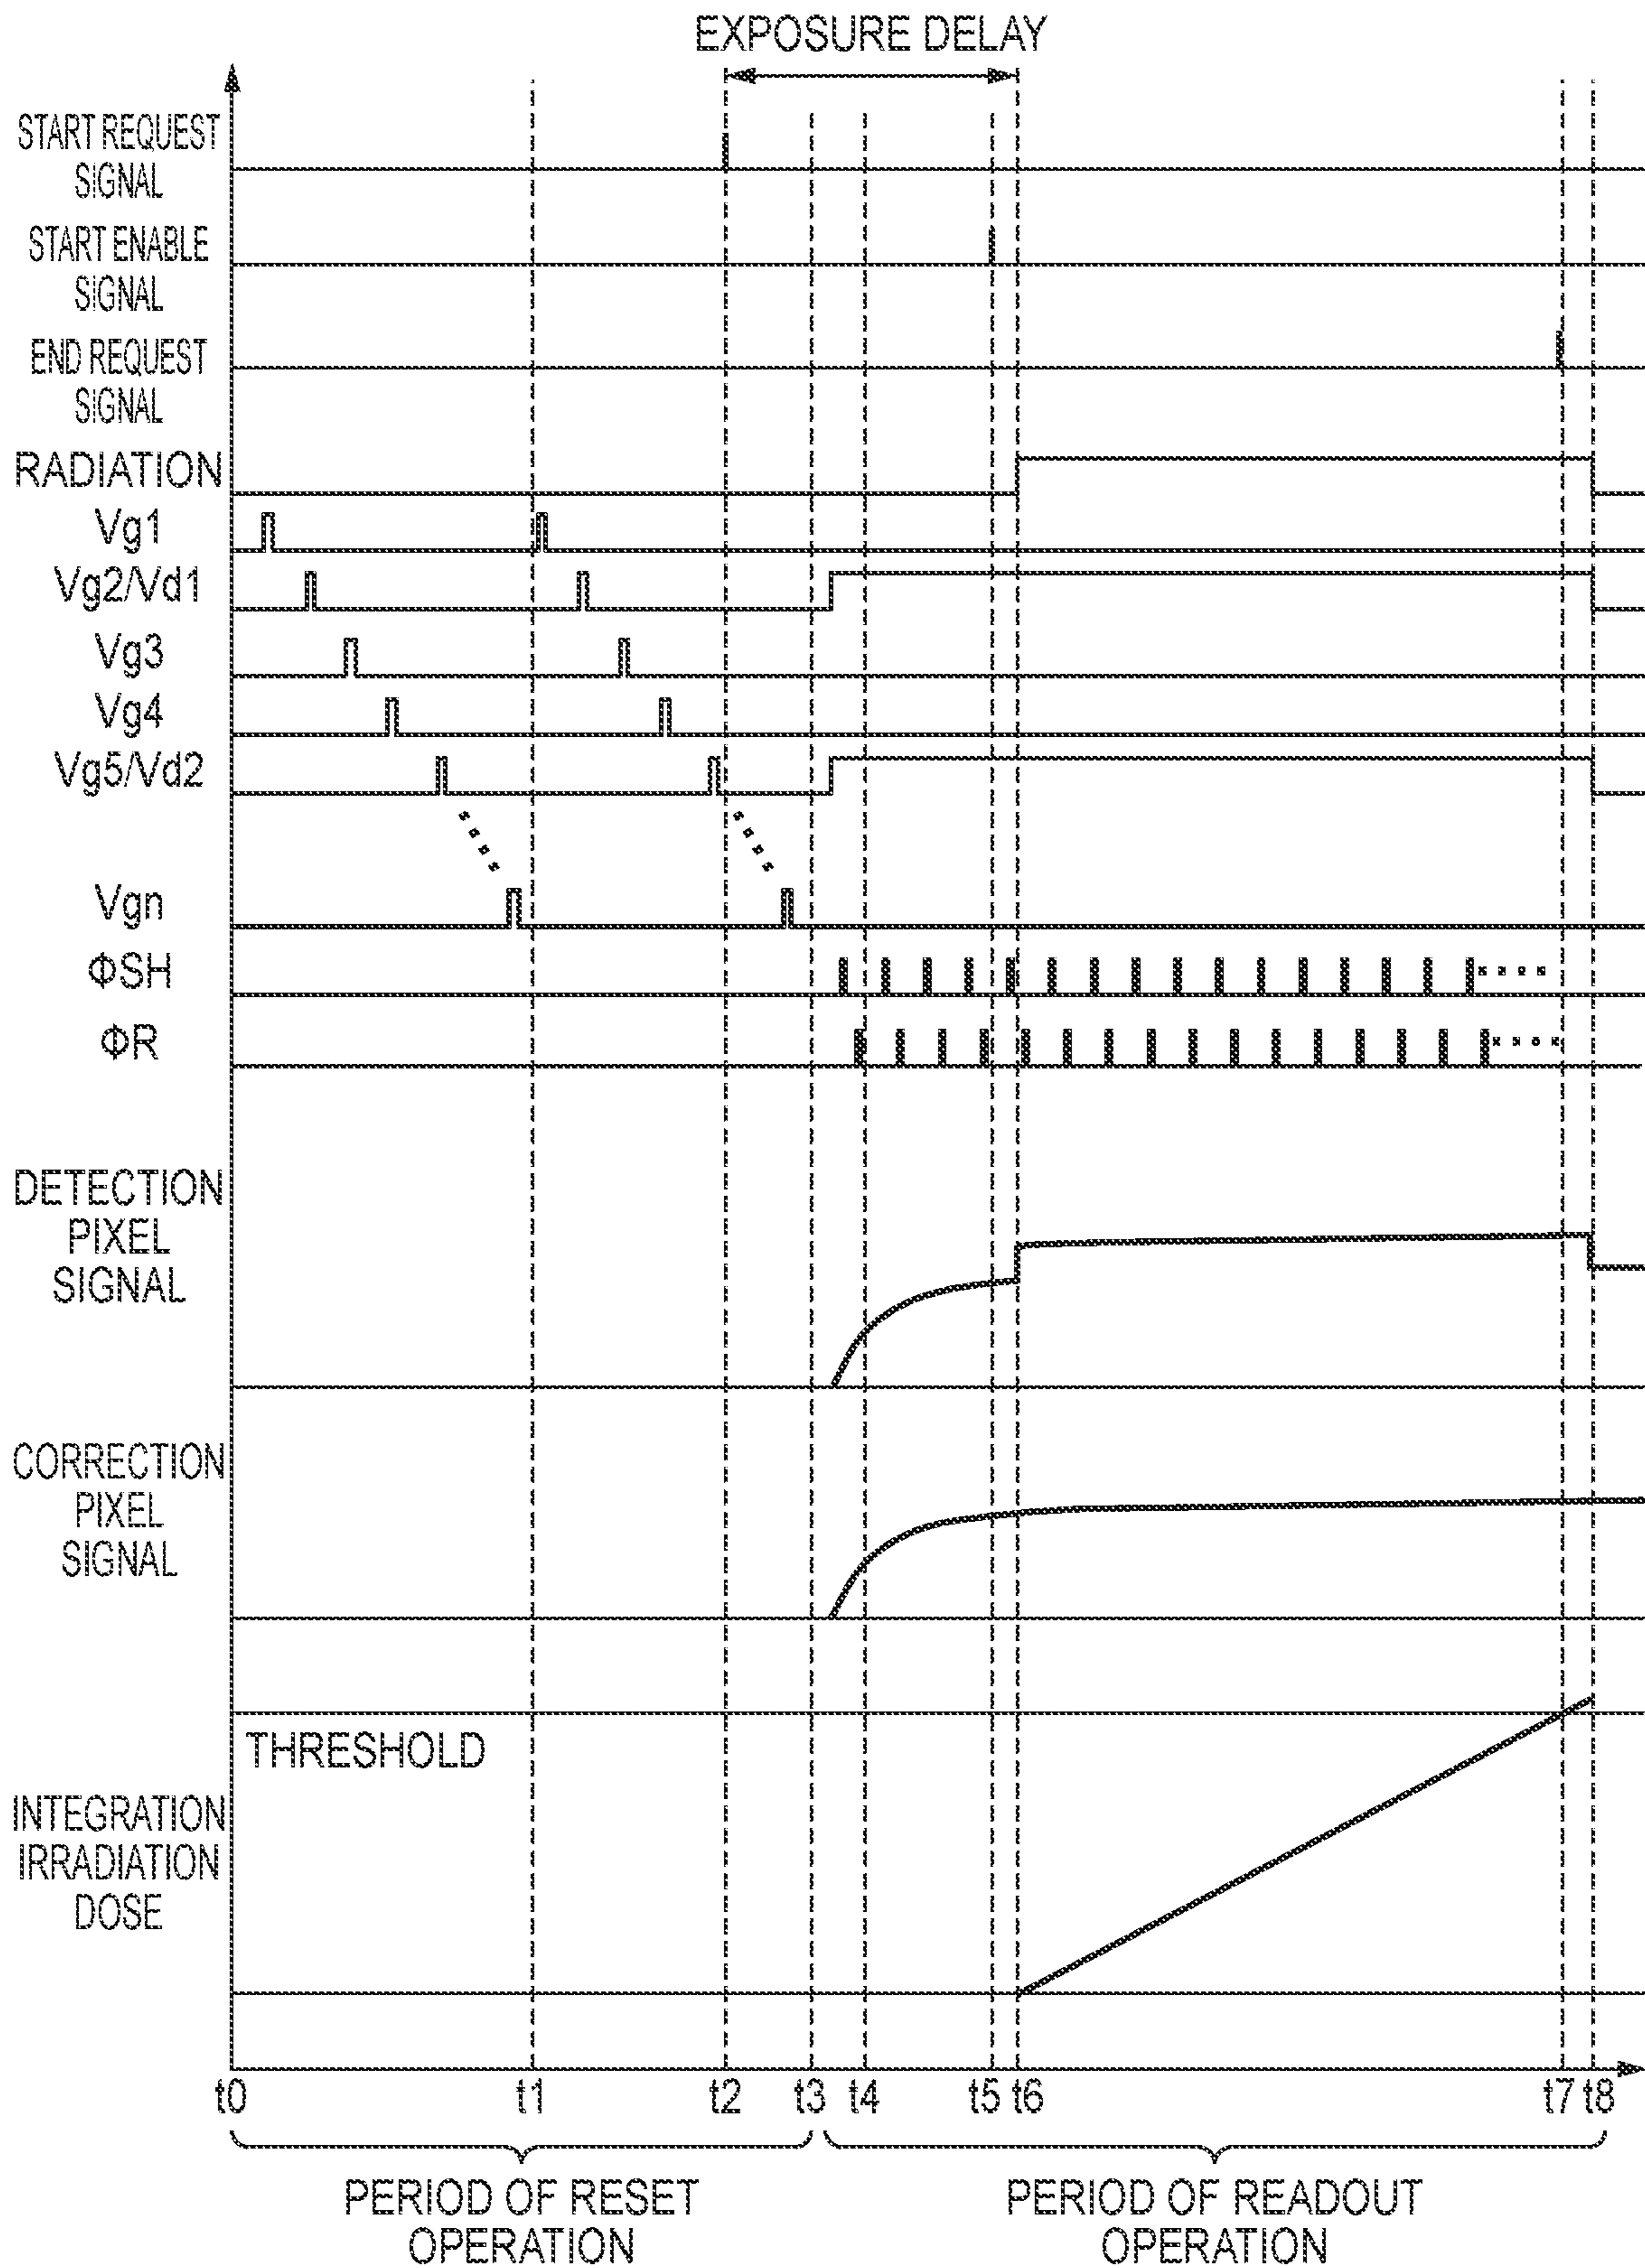 EXPOSURE DELAY
START REQUEST
SIGNAL
START ENABLE
SIGNAL
END REQUEST
SIGNAL
RADIATION
Vg1
Vg2/Vd1
Vg3
Vg4
Vg5/Vd2
Vgn
ΦSH
ΦR
DETECTION
PIXEL
SIGNAL
CORRECTION
PIXEL
SIGNAL
THRESHOLD
INTEGRATION
IRRADIATION
DOSE
t0 t1 t2 t3 t4 t5 t6 t7 t8
PERIOD OF RESET
OPERATION
PERIOD OF READOUT
OPERATION